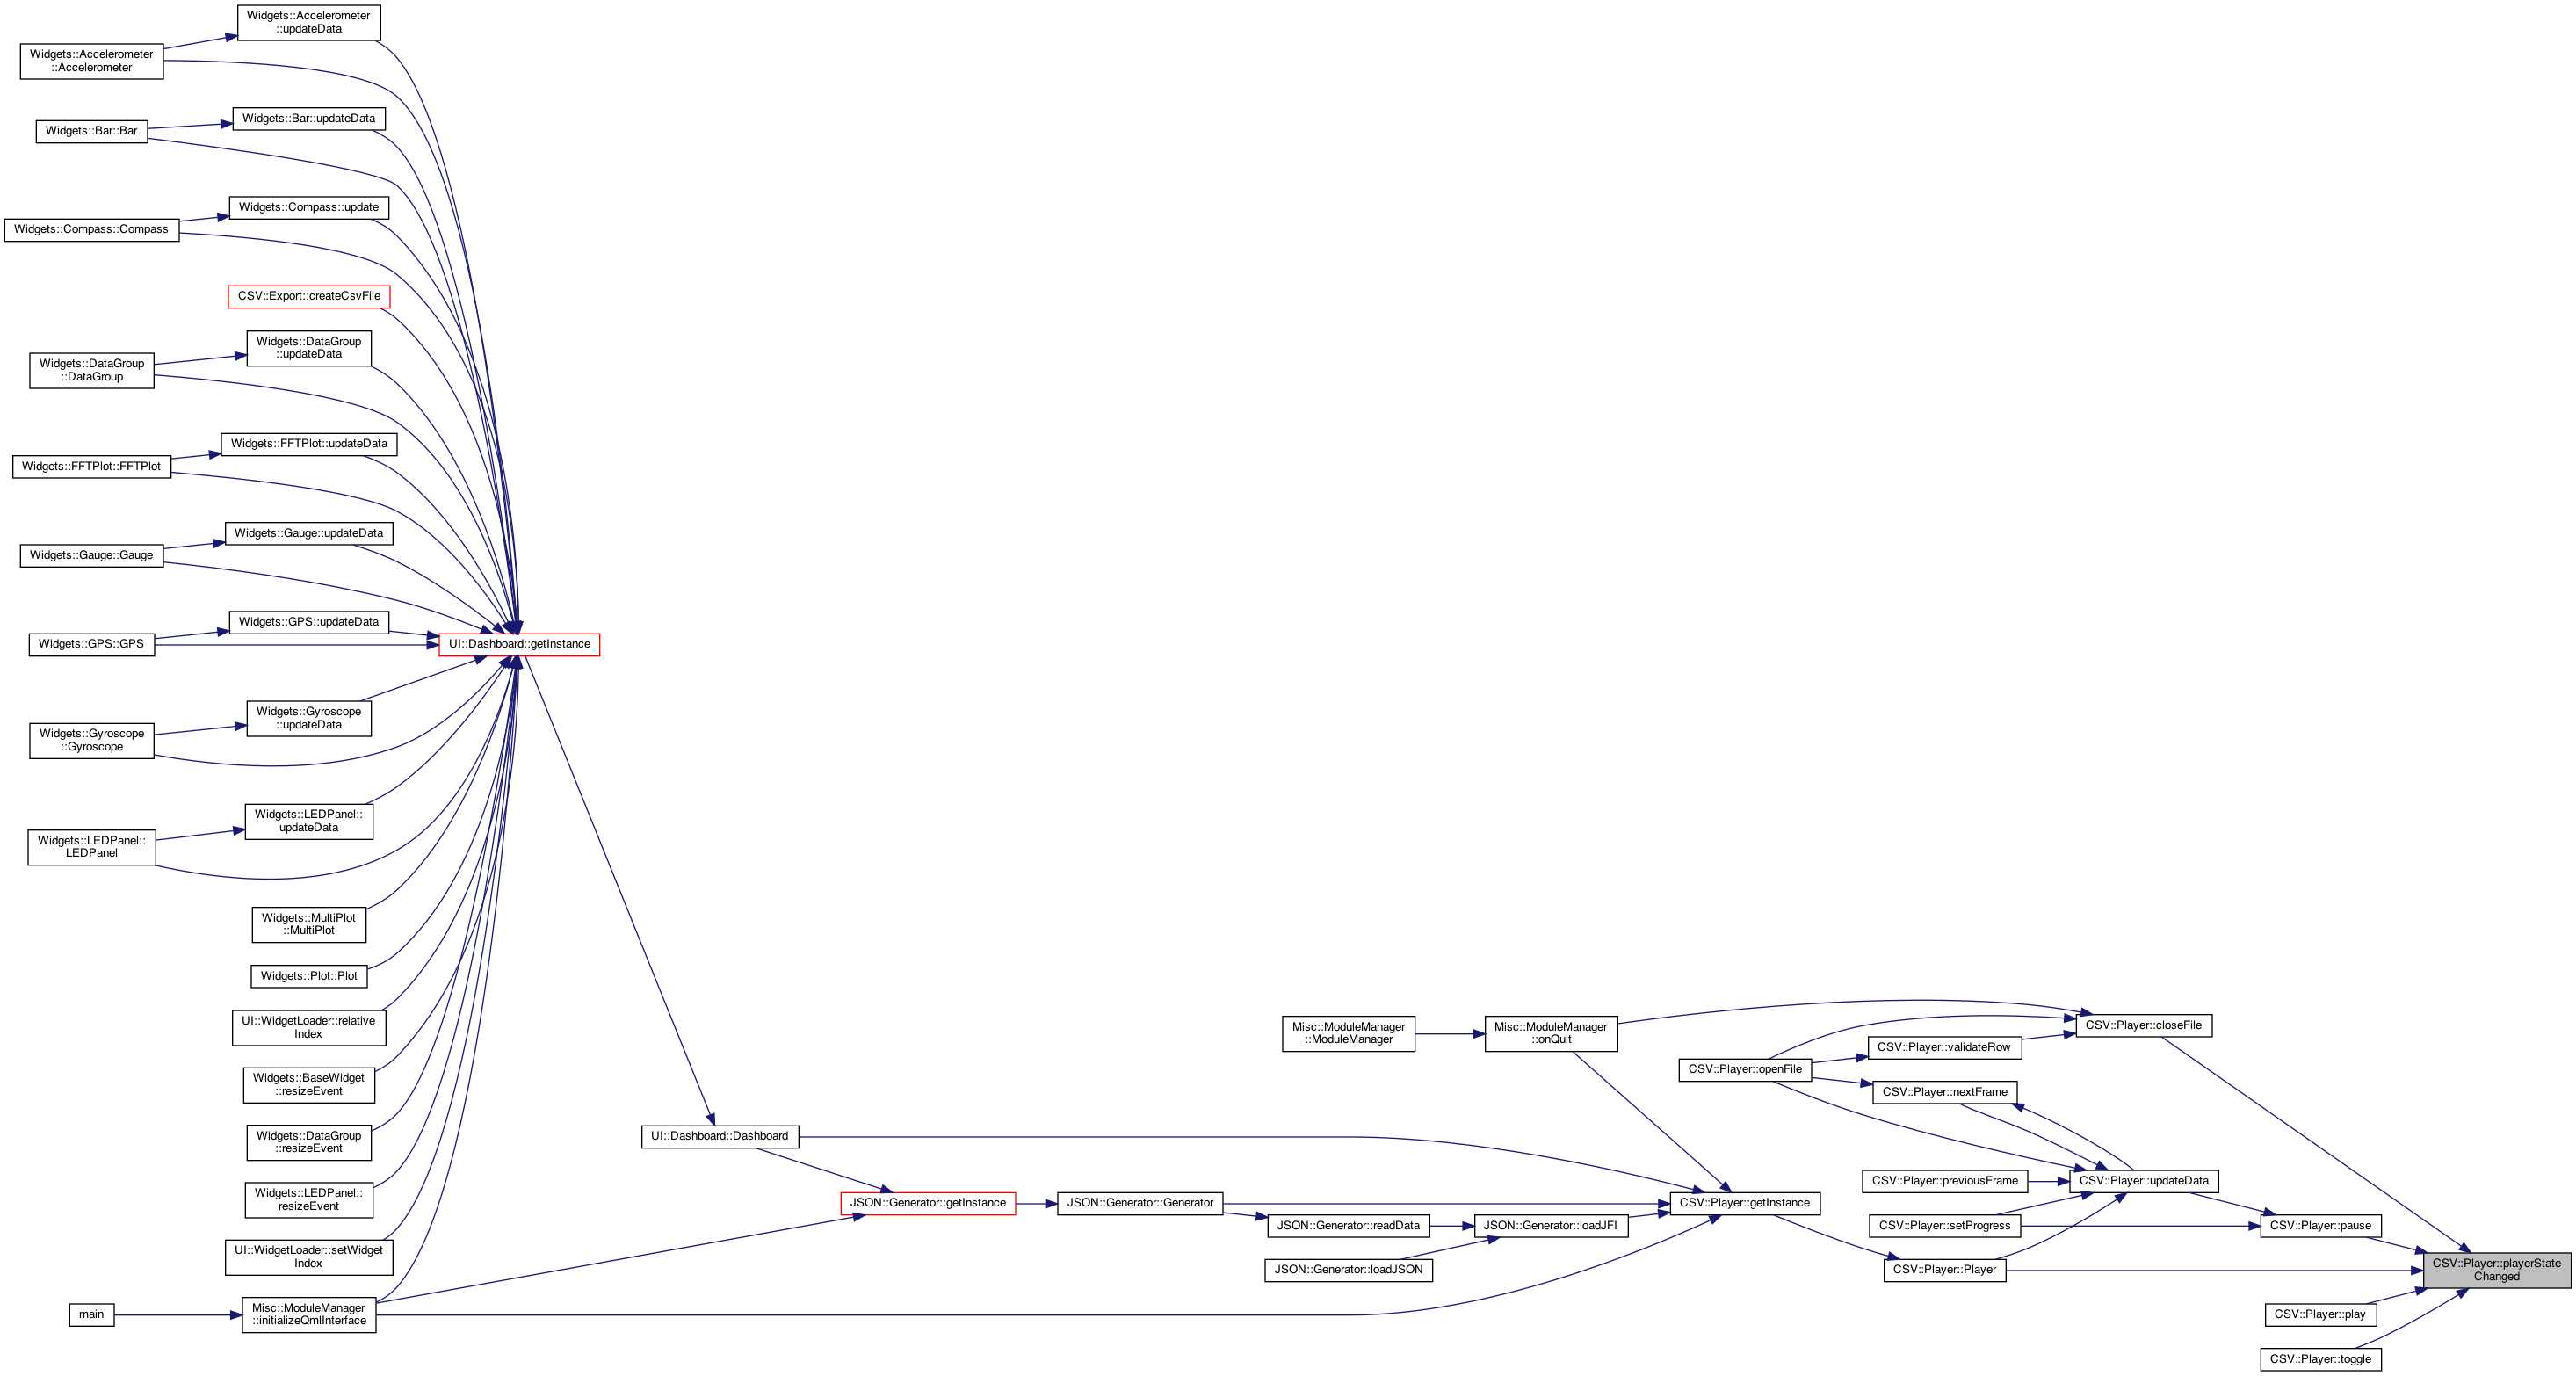 Widgets::Accelerometer
::updateData
Widgets::Accelerometer
::Accelerometer
Widgets::Bar::updateData
Widgets::Bar::Bar
Widgets::Compass::update
Widgets::Compass::Compass
CSV::Export::createCsvFile
Widgets::DataGroup
::updateData
Widgets::DataGroup
::DataGroup
Widgets::FFTPlot::updateData
Widgets::FFTPlot::FFTPlot
Widgets::Gauge::updateData
Widgets::Gauge::Gauge
Widgets::GPS::updateData
Widgets::GPS::GPS
UI::Dashboard::getInstance
Widgets::Gyroscope
::updateData
Widgets::Gyroscope
::Gyroscope
Widgets::LEDPanel::
updateData
Widgets::LEDPanel::
LEDPanel
Widgets::MultiPlot
::MultiPlot
Widgets::Plot::Plot
UI::WidgetLoader::relative
Index
Widgets::BaseWidget
::resizeEvent
Widgets::DataGroup
::resizeEvent
Widgets::LEDPanel::
resizeEvent
UI::WidgetLoader::setWidget
Index
Misc::ModuleManager
::initializeQmlInterface
main
UI::Dashboard::Dashboard
JSON::Generator::getInstance
JSON::Generator::Generator
JSON::Generator::readData
JSON::Generator::loadJFI
JSON::Generator::loadJSON
Misc::ModuleManager
::ModuleManager
Misc::ModuleManager
::onQuit
CSV::Player::getInstance
CSV::Player::openFile
CSV::Player::validateRow
CSV::Player::nextFrame
CSV::Player::previousFrame
CSV::Player::setProgress
CSV::Player::Player
CSV::Player::closeFile
CSV::Player::updateData
CSV::Player::pause
CSV::Player::play
CSV::Player::toggle
CSV::Player::playerState
Changed